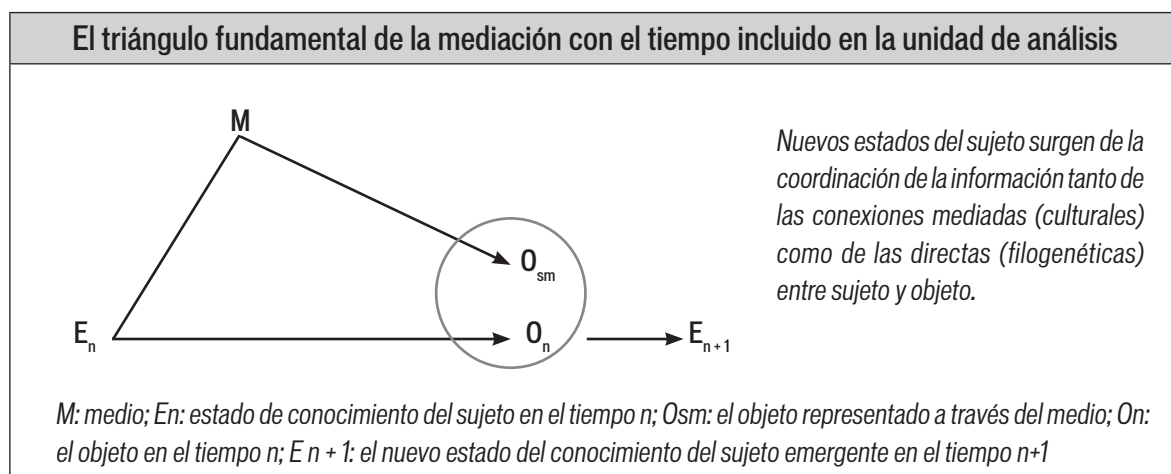 El triángulo fundamental de la mediación con el tiempo incluido en la unidad de análisis
M
Nuevos estados del sujeto surgen de la
coordinación de la información tanto de
las conexiones mediadas (culturales)
como de las directas (filogenéticas)
entre sujeto y objeto.
Osm
En
On
En + 1
M: medio; En: estado de conocimiento del sujeto en el tiempo n; Osm: el objeto representado a través del medio; On:
el objeto en el tiempo n; E n + 1: el nuevo estado del conocimiento del sujeto emergente en el tiempo n+1